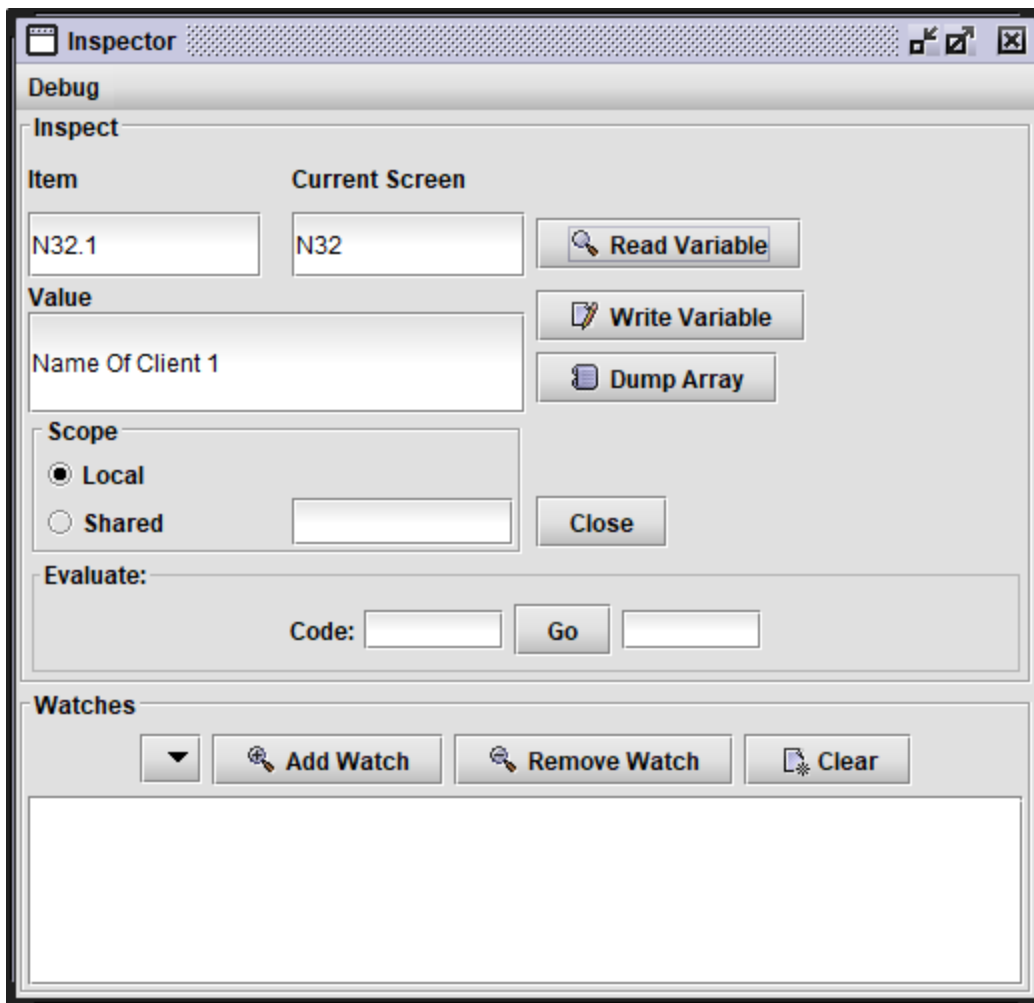 Inspector
Debug
Inspect
Item Current Screen
N32.1 N32 Read Variable
Value
Write Variable
Name Of Client 1
Dump Array
Scope
Local
Shared Close
Evaluate:
Code: Go
Watches
Add Watch Remove Watch Clear